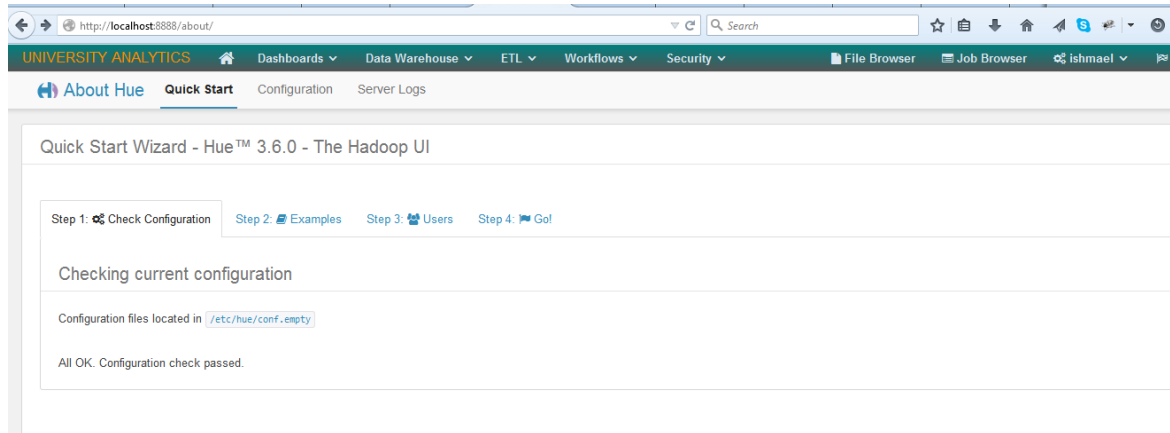 http://localhost:8888/about/ Search
UNIVERSITY ANALYTICS Dashboards Data Warehouse ETL Workflows Security File Browser Job Browser ishmael
About Hue Quick Start Configuration Server Logs
Quick Start Wizard - Hue™ 3.6.0 - The Hadoop UI
Step 1: Check Configuration Step 2: Examples Step 3: Users Step 4: Go!
Checking current configuration
Configuration files located in /etc/hue/conf.empty
All OK. Configuration check passed.